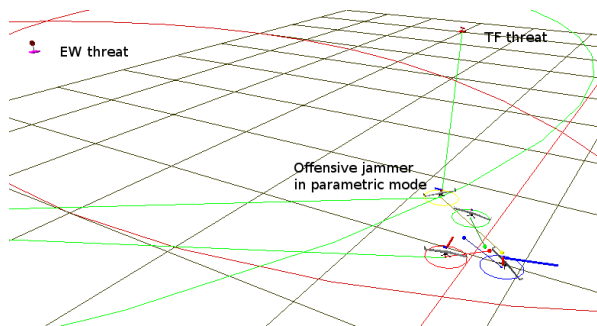 EW threat
TF threat
Offensive jammer
in parametric mode